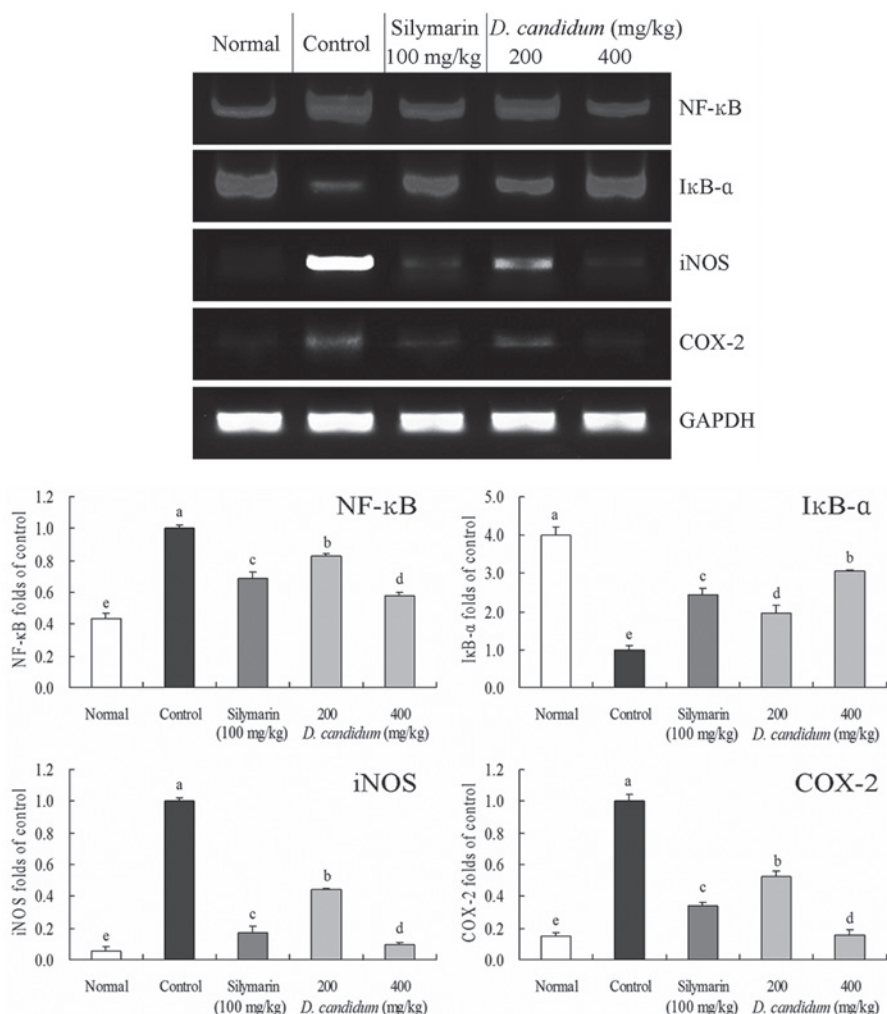 Normal Control Silymarin 100 mg/kg D. candidum (mg/kg) 200 400
NF-κB
IκB-α
iNOS
COX-2
GAPDH
NF-κB
NF-κB folds of control
1.2
1.0
0.8
0.6
0.4
0.2
0.0
e a c b d
Normal Control Silymarin 200 400
(100 mg/kg) D. candidum (mg/kg)
IκB-α
IκB-α folds of control
5.0
4.0
3.0
2.0
1.0
0.0
a e c d b
Normal Control Silymarin 200 400
(100 mg/kg) D. candidum (mg/kg)
iNOS
iNOS folds of control
1.2
1.0
0.8
0.6
0.4
0.2
0.0
e a c b d
Normal Control Silymarin 200 400
(100 mg/kg) D. candidum (mg/kg)
COX-2
COX-2 folds of control
1.2
1.0
0.8
0.6
0.4
0.2
0.0
e a c b d
Normal Control Silymarin 200 400
(100 mg/kg) D. candidum (mg/kg)